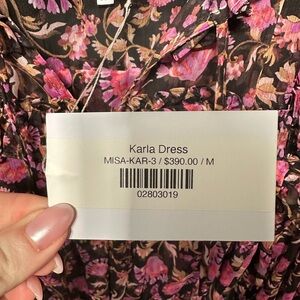 Karla Dress
MISA-KAR-3 / $390.00 / M
02803019